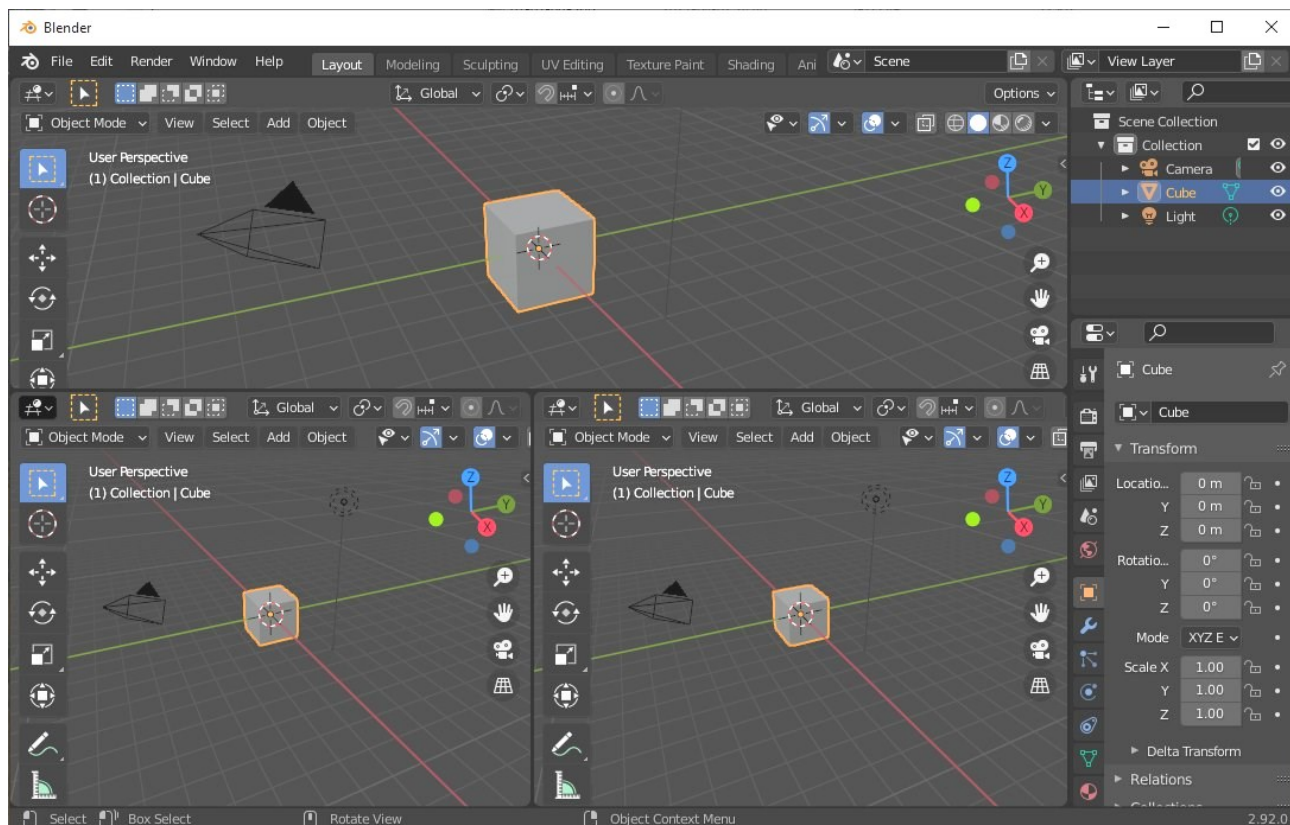 Blender
File Edit Render Window Help Layout Modeling Sculpting UV Editing Texture Paint Shading Ani Scene View Layer
Global Options
Object Mode View Select Add Object
User Perspective
(1) Collection | Cube
Z
Y
X
Scene Collection
Collection
Camera
Cube
Light
Global
Object Mode View Select Add Object
User Perspective
(1) Collection | Cube
Z
Y
X
Global
Object Mode View Select Add Object
User Perspective
(1) Collection | Cube
Z
Y
X
Cube
Cube
Transform
Locatio... 0 m
Y 0 m
Z 0 m
Rotatio... 0°
Y 0°
Z 0°
Mode XYZ E
Scale X 1.00
Y 1.00
Z 1.00
Delta Transform
Relations
Select Box Select Rotate View Object Context Menu 2.92.0